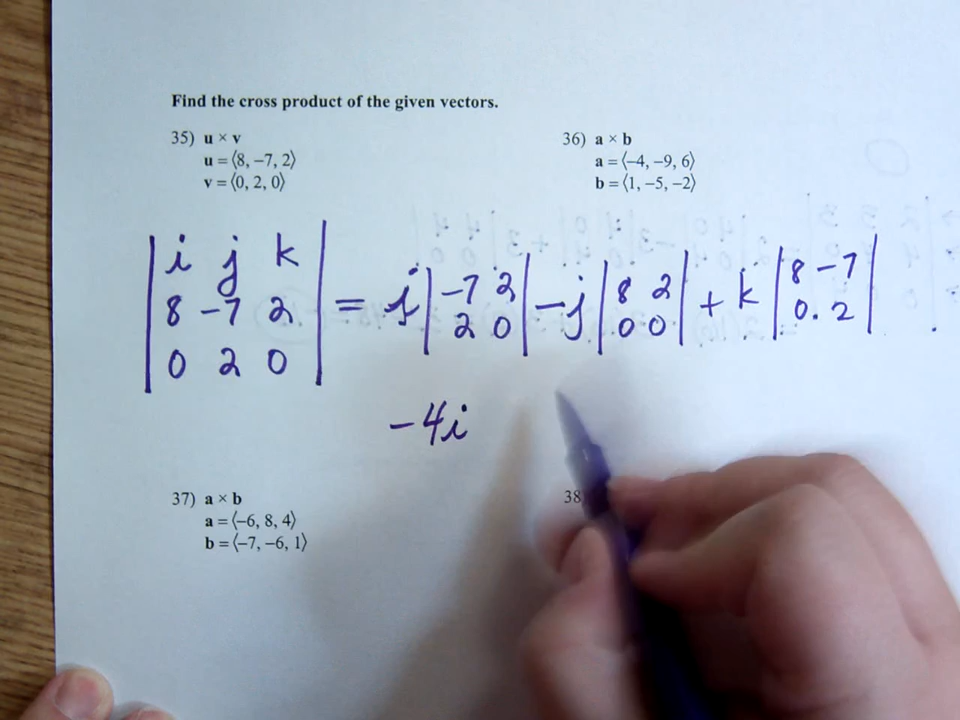 Find the cross product of the given vectors.
35) u × v
u = ⟨8, −7, 2⟩
v = ⟨0, 2, 0⟩
36) a × b
a = ⟨−4, −9, 6⟩
b = ⟨1, −5, −2⟩
| i j k |
| 8 −7 2 | = i | −7 2 | − j | 8 2 | + k | 8 −7 |
| 0 2 0 | | 2 0 | | 0 0 | | 0 2 |
−4i
37) a × b
a = ⟨−6, 8, 4⟩
b = ⟨−7, −6, 1⟩
38